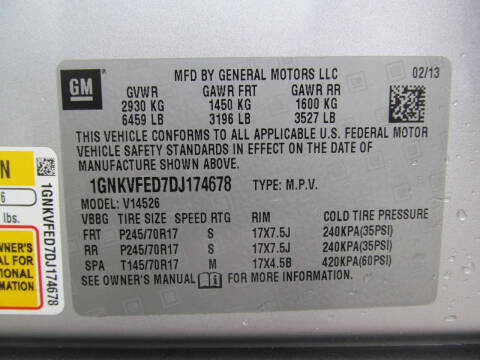 GM
MFD BY GENERAL MOTORS LLC 02/13
GVWR GAWR FRT GAWR RR
2930 KG 1450 KG 1600 KG
6459 LB 3196 LB 3527 LB
THIS VEHICLE CONFORMS TO ALL APPLICABLE U.S. FEDERAL MOTOR
VEHICLE SAFETY STANDARDS IN EFFECT ON THE DATE OF
MANUFACTURE SHOWN ABOVE.
1GNKVFED7DJ174678 TYPE: M.P.V.
MODEL: V14526
VBBG TIRE SIZE SPEED RTG RIM COLD TIRE PRESSURE
FRT P245/70R17 S 17X7.5J 240KPA(35PSI)
RR P245/70R17 S 17X7.5J 240KPA(35PSI)
SPA T145/70R17 M 17X4.5B 420KPA(60PSI)
SEE OWNER'S MANUAL FOR MORE INFORMATION
N
6
lbs.
WNER'S
AL FOR
TIONAL
MATION
1GNKVFED7DJ174678